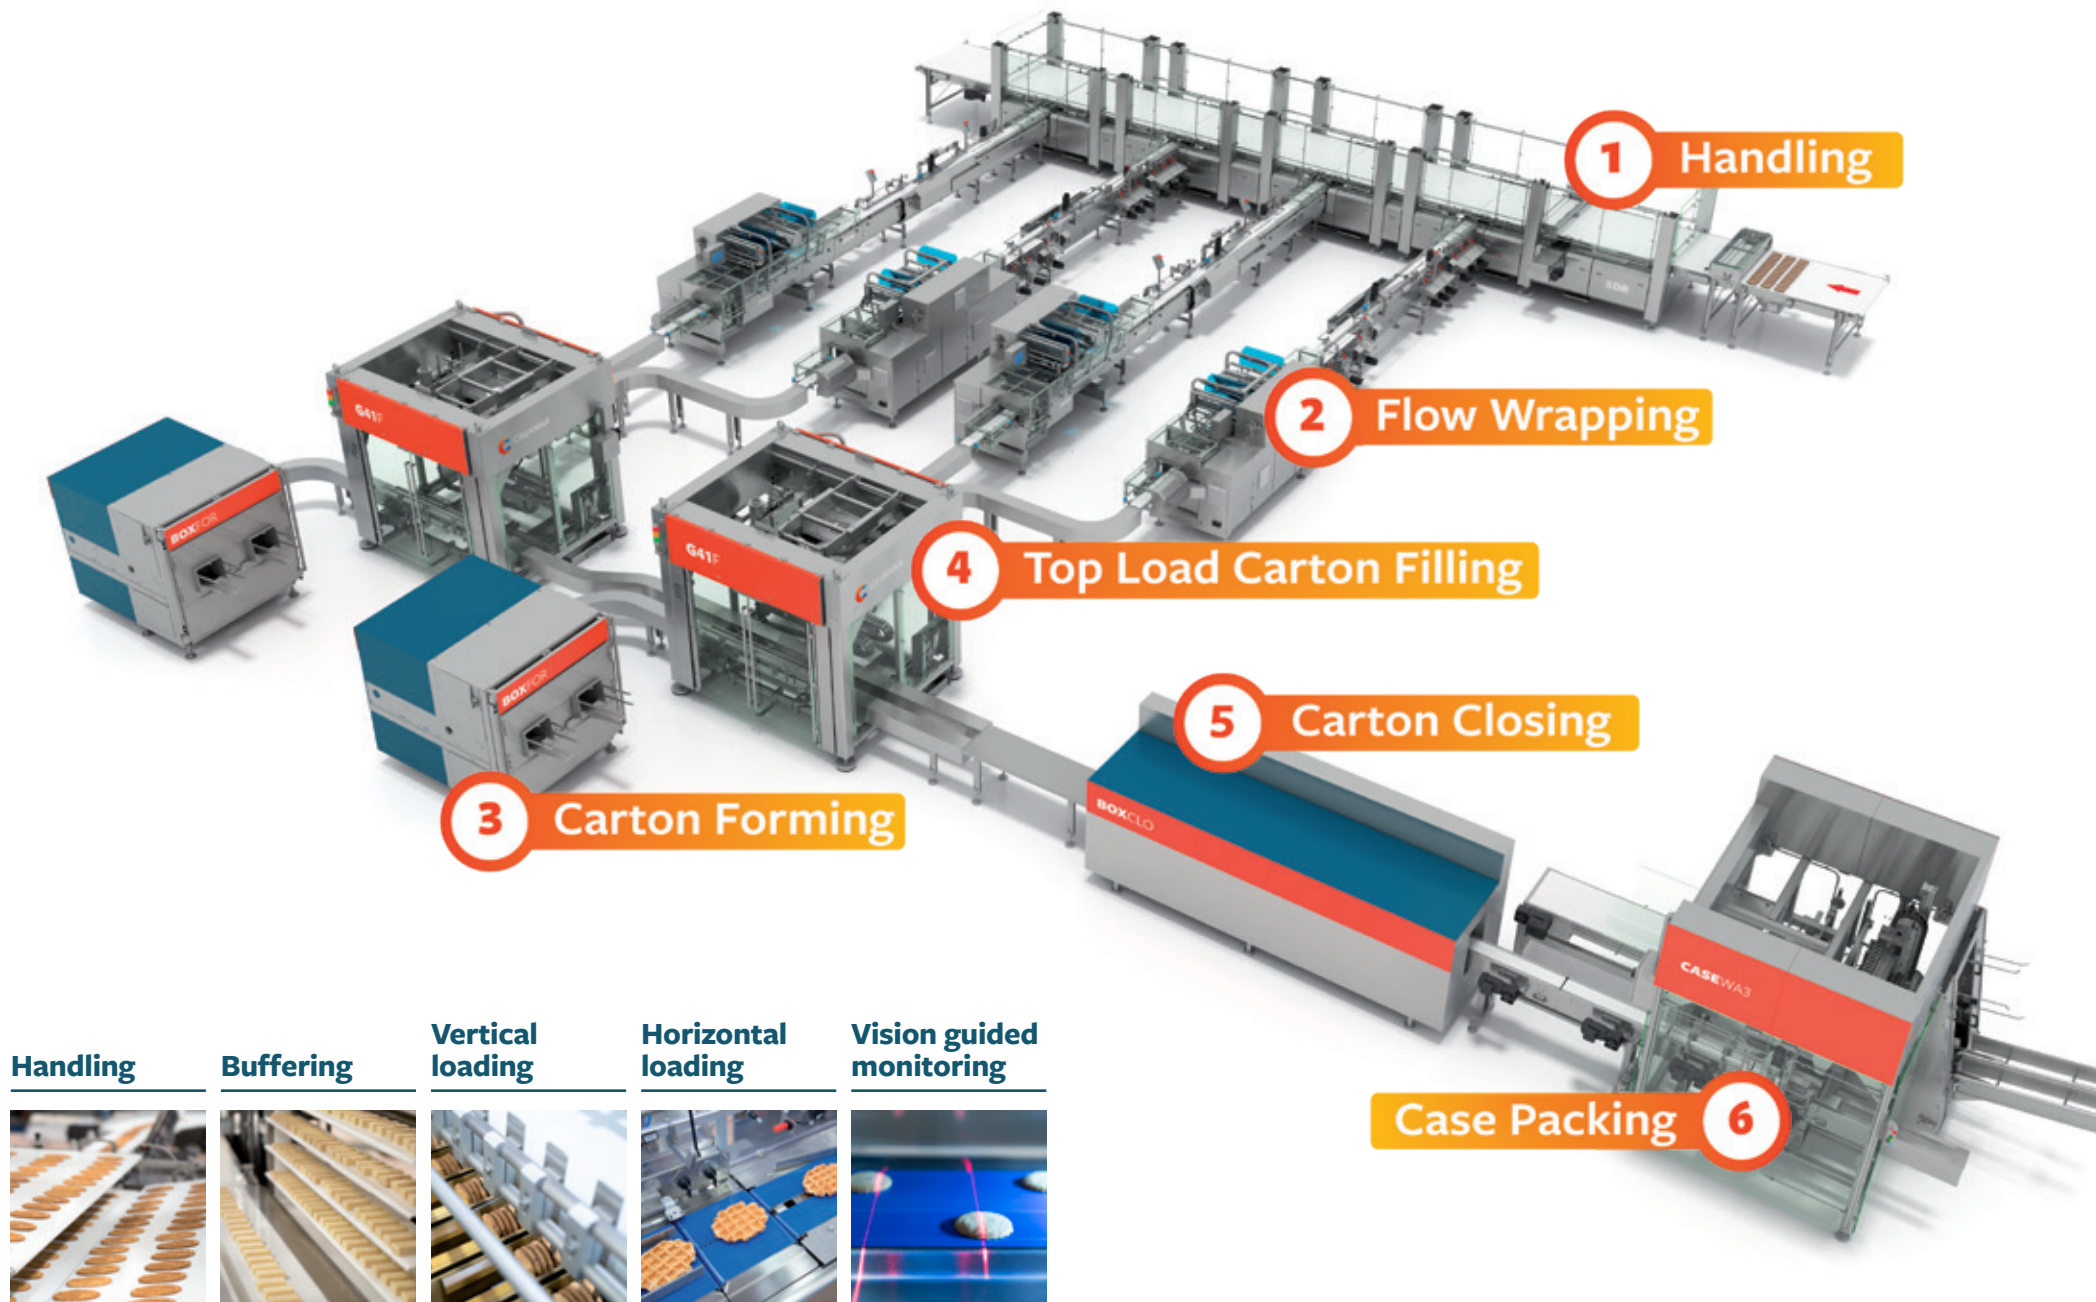 1 Handling
SDR
2 Flow Wrapping
G41F
G41F
4 Top Load Carton Filling
BOXFOR
BOXFOR
3 Carton Forming
5 Carton Closing
BOXCLO
CASEWA3
Case Packing 6
Handling
Buffering
Vertical
loading
Horizontal
loading
Vision guided
monitoring